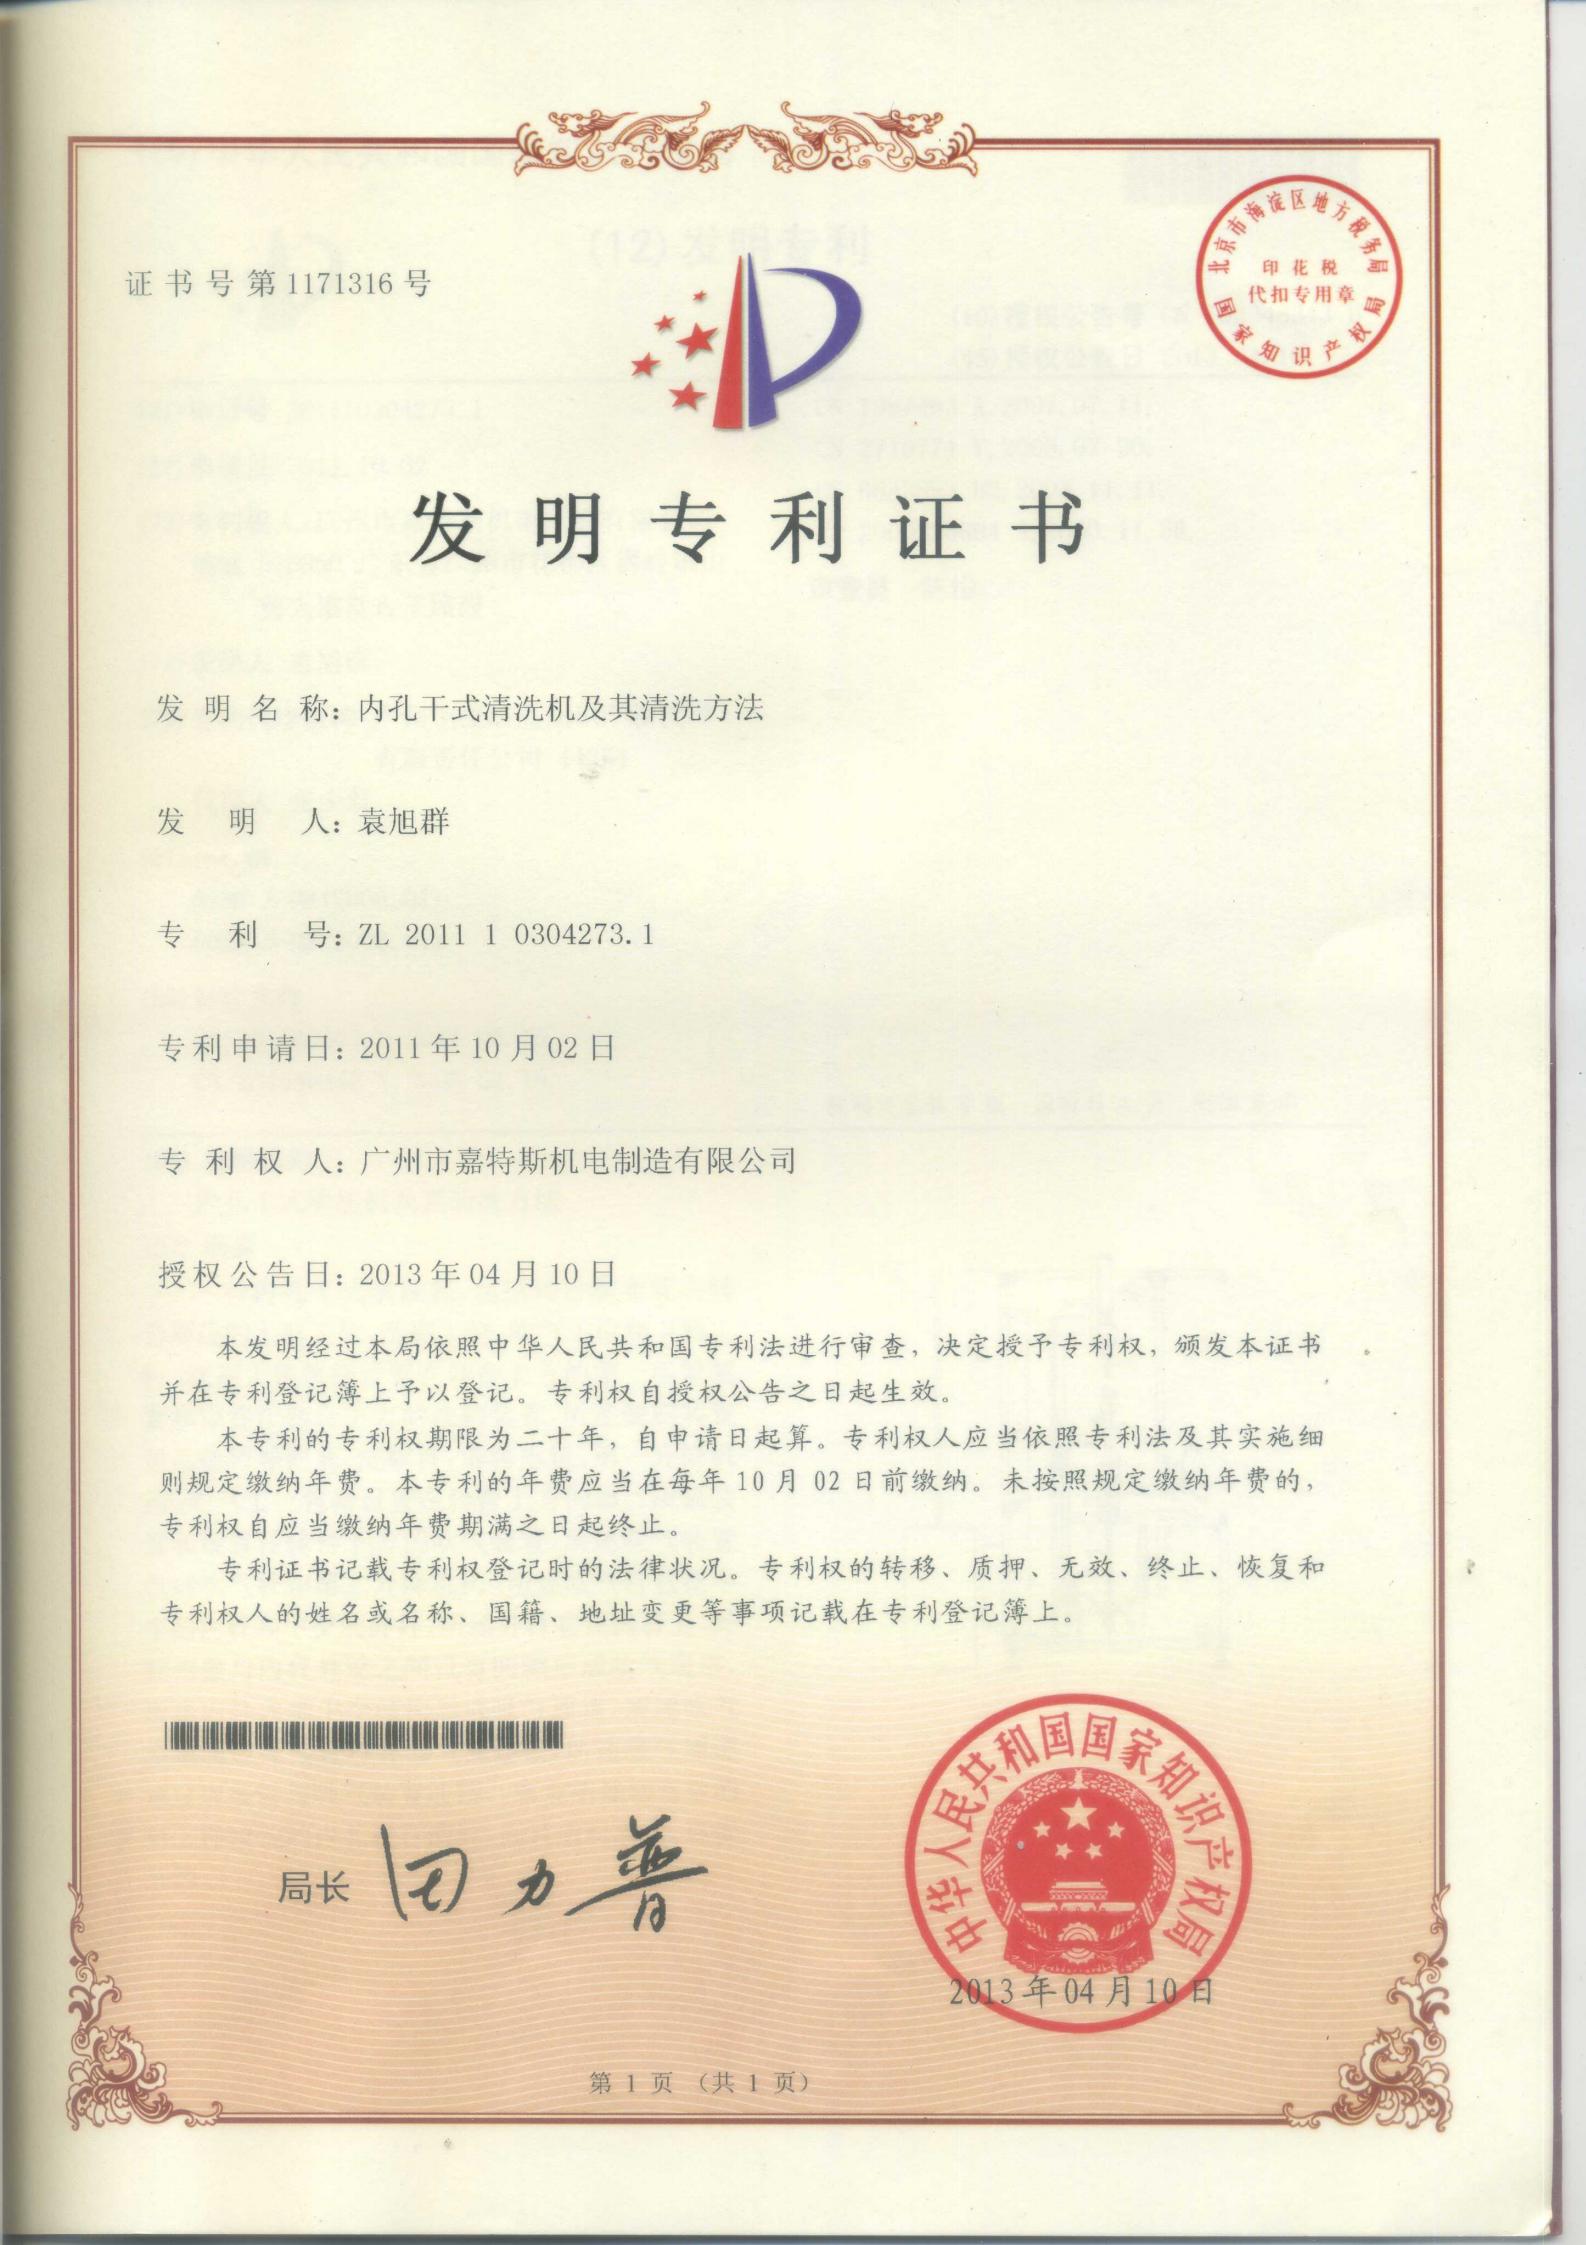 证书号第1171316号
北京市海淀区地方税务局
印花税
代扣专用章
国家知识产权局
发明专利证书
发明名称：内孔干式清洗机及其清洗方法
发明人：袁旭群
专利号：ZL 2011 1 0304273.1
专利申请日：2011年10月02日
专利权人：广州市嘉特斯机电制造有限公司
授权公告日：2013年04月10日
本发明经过本局依照中华人民共和国专利法进行审查，决定授予专利权，颁发本证书
并在专利登记簿上予以登记。专利权自授权公告之日起生效。
本专利的专利权期限为二十年，自申请日起算。专利权人应当依照专利法及其实施细
则规定缴纳年费。本专利的年费应当在每年10月02日前缴纳。未按照规定缴纳年费的，
专利权自应当缴纳年费期满之日起终止。
专利证书记载专利权登记时的法律状况。专利权的转移、质押、无效、终止、恢复和
专利权人的姓名或名称、国籍、地址变更等事项记载在专利登记簿上。
局长 田力普
中华人民共和国国家知识产权局
2013年04月10日
第1页（共1页）